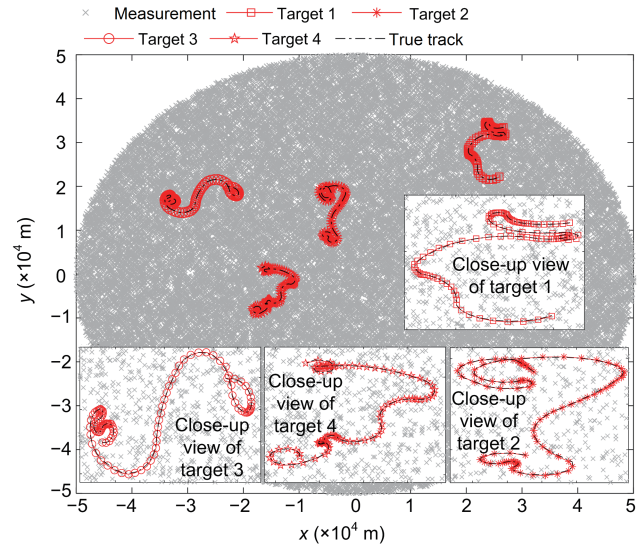 Measurement Target 1 Target 2
Target 3 Target 4 True track
5
4
3
2
1
0
−1
−2
−3
−4
−5
y (×10⁴ m)
Close-up view
of target 1
Close-up
view of
target 3
Close-up
view of
target 4
Close-up
view of
target 2
−5 −4 −3 −2 −1 0 1 2 3 4 5
x (×10⁴ m)